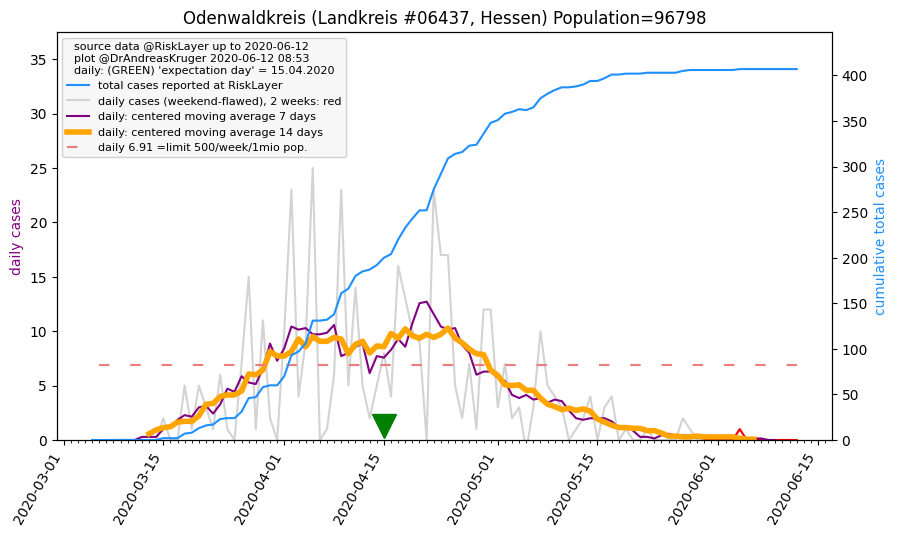 Odenwaldkreis (Landkreis #06437, Hessen) Population=96798
source data @RiskLayer up to 2020-06-12
plot @DrAndreasKruger 2020-06-12 08:53
daily: (GREEN) 'expectation day' = 15.04.2020
total cases reported at RiskLayer
daily cases (weekend-flawed), 2 weeks: red
daily: centered moving average 7 days
daily: centered moving average 14 days
daily 6.91 =limit 500/week/1mio pop.
daily cases
35
30
25
20
15
10
5
0
cumulative total cases
400
350
300
250
200
150
100
50
0
2020-03-01
2020-03-15
2020-04-01
2020-04-15
2020-05-01
2020-05-15
2020-06-01
2020-06-15